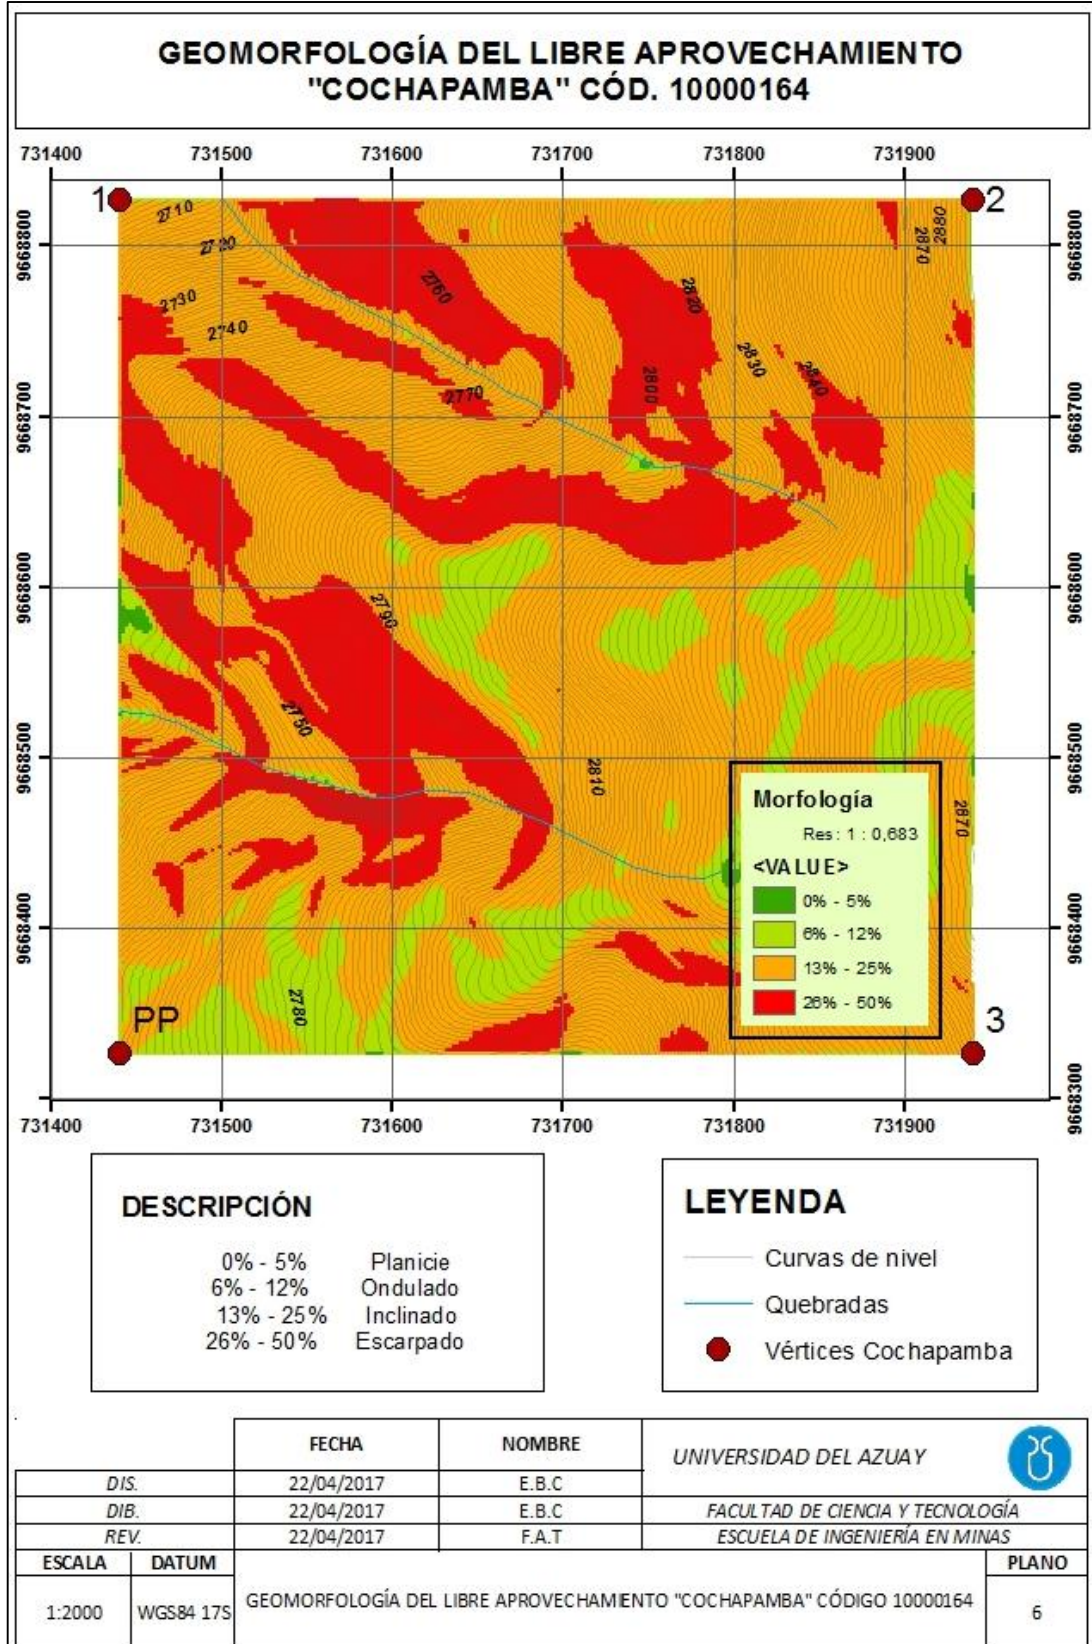 GEOMORFOLOGÍA DEL LIBRE APROVECHAMIENTO
"COCHAPAMBA" CÓD. 10000164
731400 731500 731600 731700 731800 731900
1 2
9668800 9668800
9668700 9668700
9668600 9668600
9668500 9668500
9668400 9668400
9668300
2710
2720
2730
2740
2760
2770
2820
2800
2830
2840
2870
2880
2790
2750
2810
2870
2780
Morfología
Res: 1 : 0,683
<VALUE>
0% - 5%
6% - 12%
13% - 25%
26% - 50%
PP 3
731400 731500 731600 731700 731800 731900
DESCRIPCIÓN
0% - 5% Planicie
6% - 12% Ondulado
13% - 25% Inclinado
26% - 50% Escarpado
LEYENDA
Curvas de nivel
Quebradas
Vértices Cochapamba
FECHA NOMBRE UNIVERSIDAD DEL AZUAY
DIS. 22/04/2017 E.B.C
DIB. 22/04/2017 E.B.C FACULTAD DE CIENCIA Y TECNOLOGÍA
REV. 22/04/2017 F.A.T ESCUELA DE INGENIERÍA EN MINAS
ESCALA DATUM PLANO
1:2000 WGS84 17S GEOMORFOLOGÍA DEL LIBRE APROVECHAMIENTO "COCHAPAMBA" CÓDIGO 10000164 6